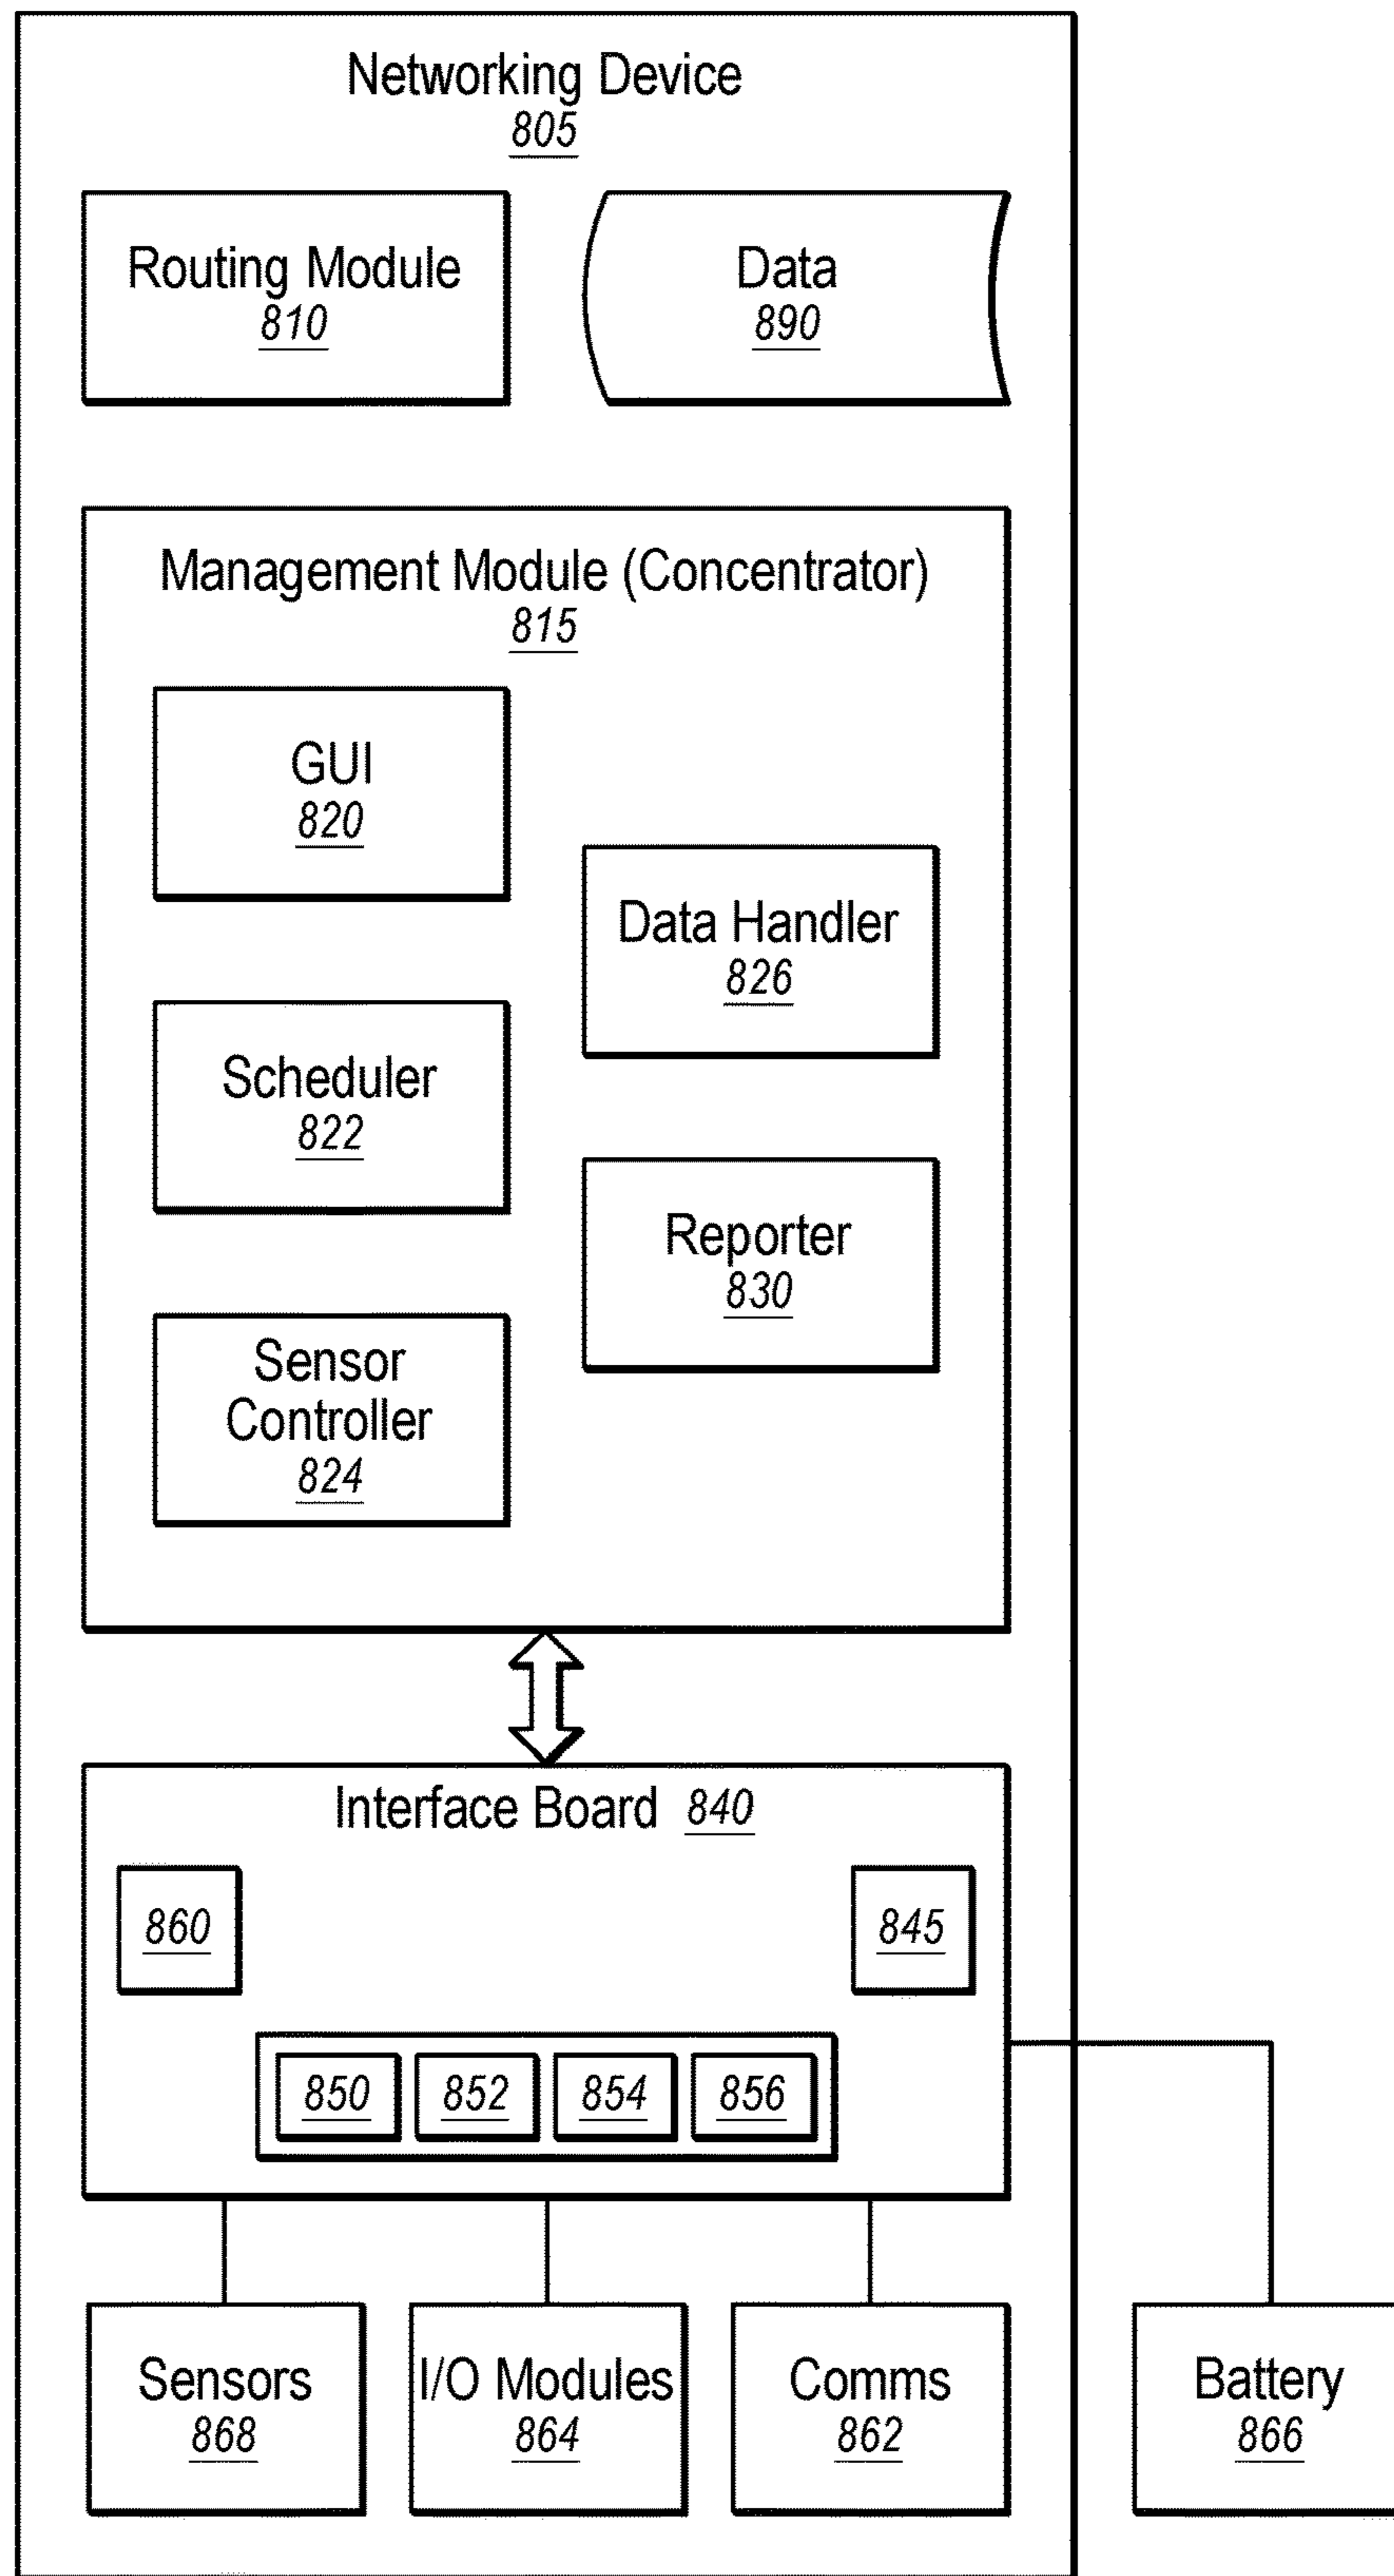 Networking Device
805
Routing Module
810
Data
890
Management Module (Concentrator)
815
GUI
820
Data Handler
826
Scheduler
822
Reporter
830
Sensor
Controller
824
Interface Board 840
860
845
850 852 854 856
Sensors
868
I/O Modules
864
Comms
862
Battery
866